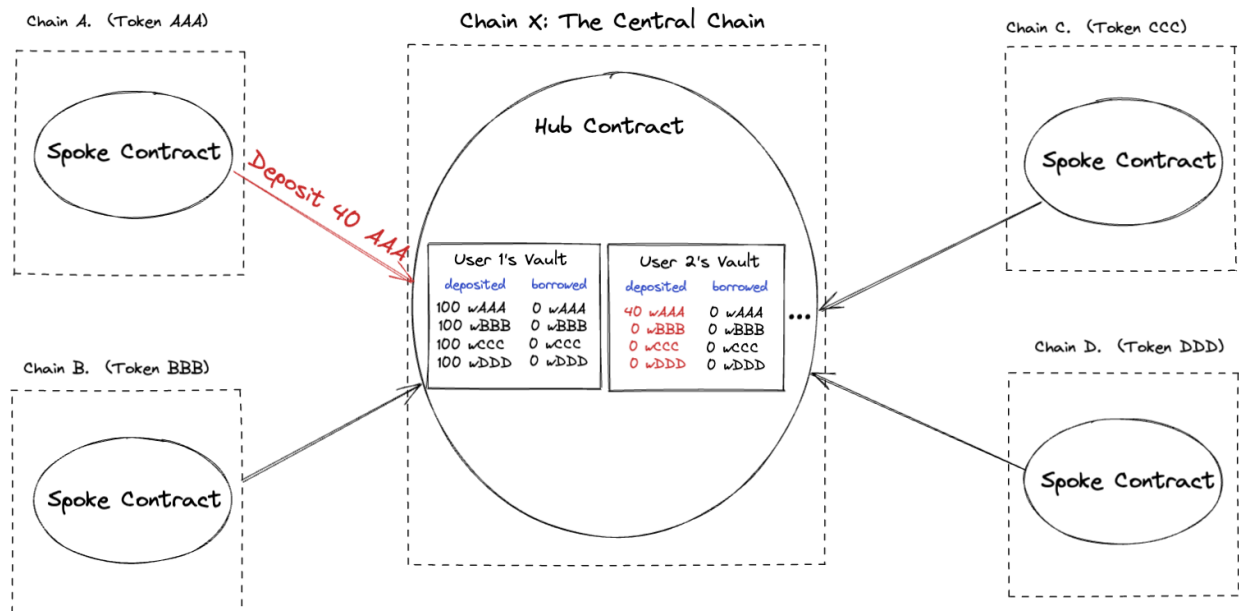 Chain A. (Token AAA)
Spoke Contract
Deposit 40 AAA
Chain B. (Token BBB)
Spoke Contract
Chain X: The Central Chain
Hub Contract
User 1's Vault
deposited borrowed
100 wAAA 0 wAAA
100 wBBB 0 wBBB
100 wCCC 0 wCCC
100 wDDD 0 wDDD
User 2's Vault
deposited borrowed
40 wAAA 0 wAAA
0 wBBB 0 wBBB
0 wCCC 0 wCCC
0 wDDD 0 wDDD
...
Chain C. (Token CCC)
Spoke Contract
Chain D. (Token DDD)
Spoke Contract